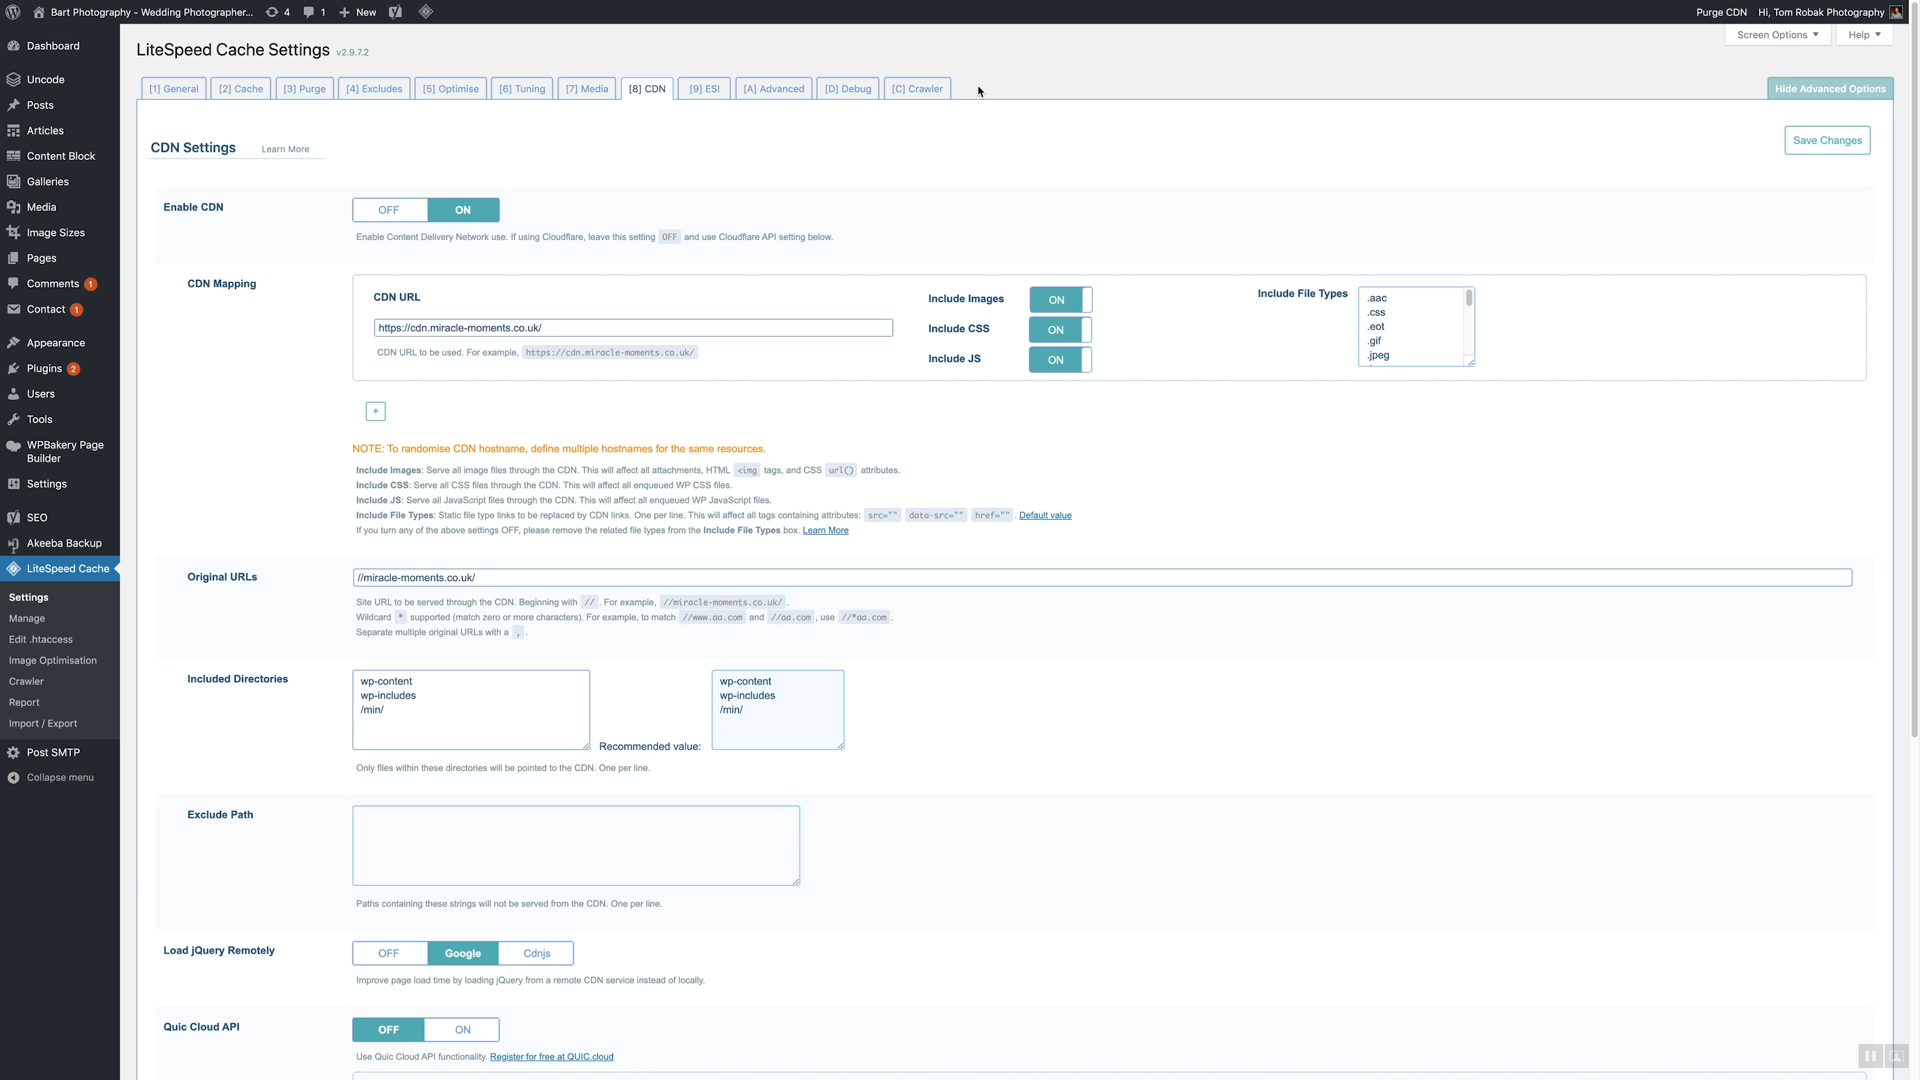 Bart Photography - Wedding Photographer... 4 1 New Purge CDN Hi, Tom Robak Photography
Screen Options Help
Dashboard
Uncode
Posts
Articles
Content Block
Galleries
Media
Image Sizes
Pages
Comments 1
Contact 1
Appearance
Plugins 2
Users
Tools
WPBakery Page
Builder
Settings
SEO
Akeeba Backup
LiteSpeed Cache
Settings
Manage
Edit .htaccess
Image Optimisation
Crawler
Report
Import / Export
Post SMTP
Collapse menu
LiteSpeed Cache Settings v2.9.7.2
[1] General [2] Cache [3] Purge [4] Excludes [5] Optimise [6] Tuning [7] Media [8] CDN [9] ESI [A] Advanced [D] Debug [C] Crawler Hide Advanced Options
CDN Settings Learn More Save Changes
Enable CDN OFF ON
Enable Content Delivery Network use. If using Cloudflare, leave this setting OFF and use Cloudflare API setting below.
CDN Mapping
CDN URL
https://cdn.miracle-moments.co.uk/
CDN URL to be used. For example, https://cdn.miracle-moments.co.uk/
Include Images ON
Include CSS ON
Include JS ON
Include File Types
.aac
.css
.eot
.gif
.jpeg
+
NOTE: To randomise CDN hostname, define multiple hostnames for the same resources.
Include Images: Serve all image files through the CDN. This will affect all attachments, HTML <img tags, and CSS url() attributes.
Include CSS: Serve all CSS files through the CDN. This will affect all enqueued WP CSS files.
Include JS: Serve all JavaScript files through the CDN. This will affect all enqueued WP JavaScript files.
Include File Types: Static file type links to be replaced by CDN links. One per line. This will affect all tags containing attributes: src="" data-src="" href="" . Default value
If you turn any of the above settings OFF, please remove the related file types from the Include File Types box. Learn More
Original URLs
//miracle-moments.co.uk/
Site URL to be served through the CDN. Beginning with // . For example, //miracle-moments.co.uk/ .
Wildcard * supported (match zero or more characters). For example, to match //www.aa.com and //aa.com , use //*aa.com .
Separate multiple original URLs with a , .
Included Directories
wp-content
wp-includes
/min/
Recommended value:
wp-content
wp-includes
/min/
Only files within these directories will be pointed to the CDN. One per line.
Exclude Path
Paths containing these strings will not be served from the CDN. One per line.
Load jQuery Remotely OFF Google Cdnjs
Improve page load time by loading jQuery from a remote CDN service instead of locally.
Quic Cloud API OFF ON
Use Quic Cloud API functionality. Register for free at QUIC.cloud